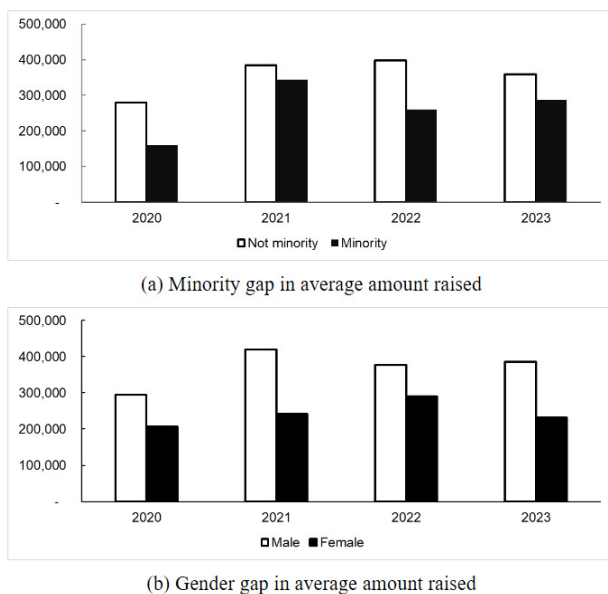 500,000
400,000
300,000
200,000
100,000
-
2020 2021 2022 2023
Not minority Minority
(a) Minority gap in average amount raised
500,000
400,000
300,000
200,000
100,000
-
2020 2021 2022 2023
Male Female
(b) Gender gap in average amount raised